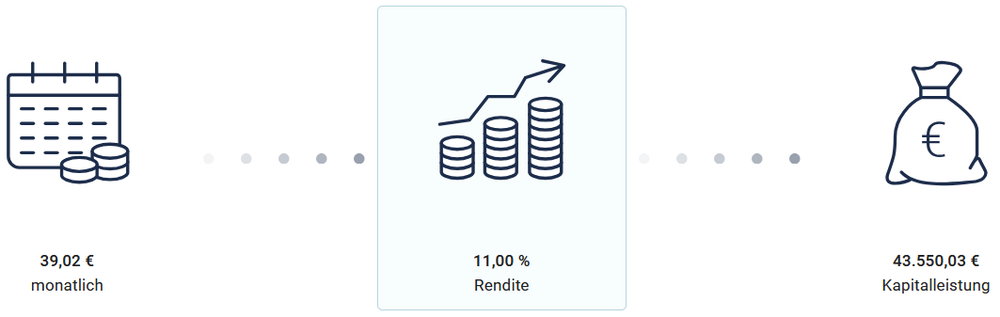 €
39,02 €
monatlich
11,00 %
Rendite
43.550,03 €
Kapitalleistung